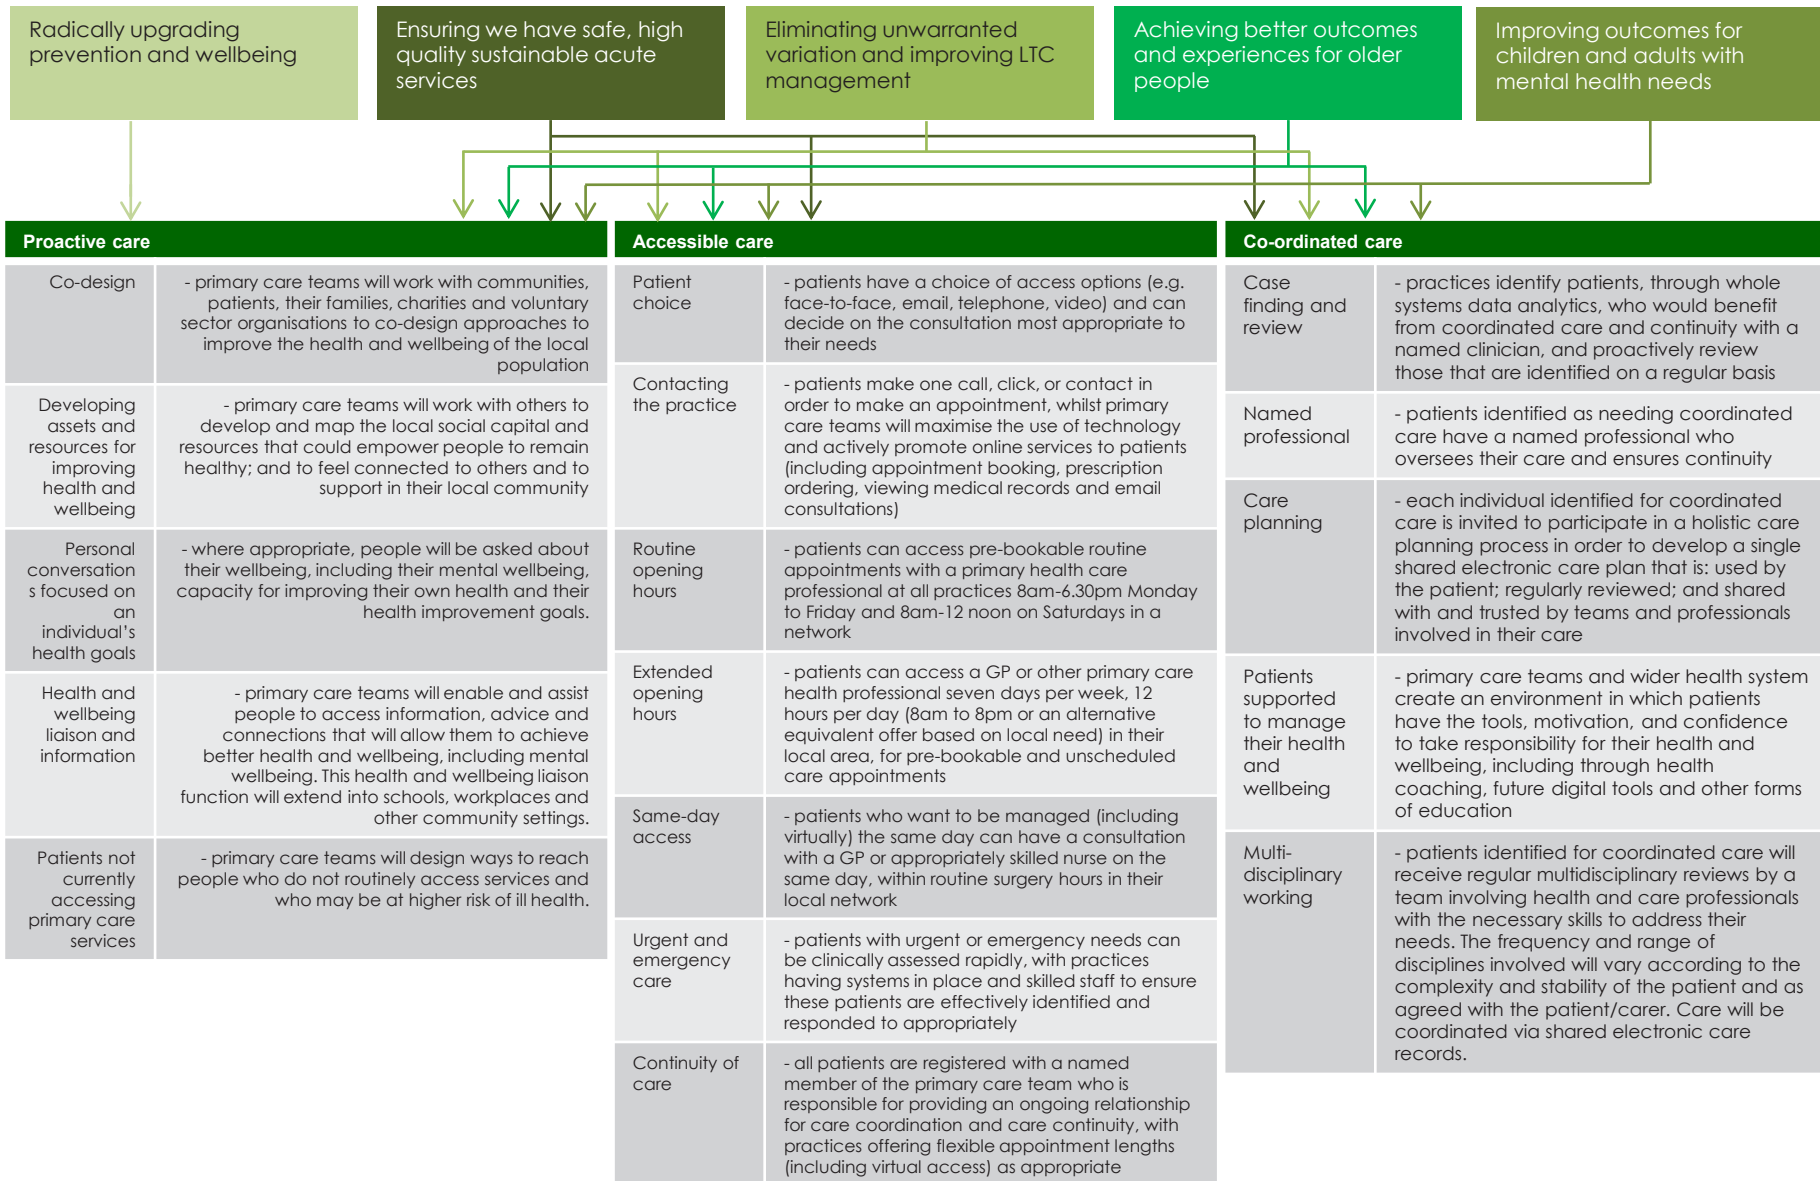 Radically upgrading
prevention and wellbeing
Ensuring we have safe, high
quality sustainable acute
services
Eliminating unwarranted
variation and improving LTC
management
Achieving better outcomes
and experiences for older
people
Improving outcomes for
children and adults with
mental health needs
Proactive care
Co-design
- primary care teams will work with communities,
patients, their families, charities and voluntary
sector organisations to co-design approaches to
improve the health and wellbeing of the local
population
Developing
assets and
resources for
improving
health and
wellbeing
- primary care teams will work with others to
develop and map the local social capital and
resources that could empower people to remain
healthy; and to feel connected to others and to
support in their local community
Personal
conversation
s focused on
an
individual's
health goals
- where appropriate, people will be asked about
their wellbeing, including their mental wellbeing,
capacity for improving their own health and their
health improvement goals.
Health and
wellbeing
liaison and
information
- primary care teams will enable and assist
people to access information, advice and
connections that will allow them to achieve
better health and wellbeing, including mental
wellbeing. This health and wellbeing liaison
function will extend into schools, workplaces and
other community settings.
Patients not
currently
accessing
primary care
services
- primary care teams will design ways to reach
people who do not routinely access services and
who may be at higher risk of ill health.
Accessible care
Patient
choice
- patients have a choice of access options (e.g.
face-to-face, email, telephone, video) and can
decide on the consultation most appropriate to
their needs
Contacting
the practice
- patients make one call, click, or contact in
order to make an appointment, whilst primary
care teams will maximise the use of technology
and actively promote online services to patients
(including appointment booking, prescription
ordering, viewing medical records and email
consultations)
Routine
opening
hours
- patients can access pre-bookable routine
appointments with a primary health care
professional at all practices 8am-6.30pm Monday
to Friday and 8am-12 noon on Saturdays in a
network
Extended
opening
hours
- patients can access a GP or other primary care
health professional seven days per week, 12
hours per day (8am to 8pm or an alternative
equivalent offer based on local need) in their
local area, for pre-bookable and unscheduled
care appointments
Same-day
access
- patients who want to be managed (including
virtually) the same day can have a consultation
with a GP or appropriately skilled nurse on the
same day, within routine surgery hours in their
local network
Urgent and
emergency
care
- patients with urgent or emergency needs can
be clinically assessed rapidly, with practices
having systems in place and skilled staff to ensure
these patients are effectively identified and
responded to appropriately
Continuity of
care
- all patients are registered with a named
member of the primary care team who is
responsible for providing an ongoing relationship
for care coordination and care continuity, with
practices offering flexible appointment lengths
(including virtual access) as appropriate
Co-ordinated care
Case
finding and
review
- practices identify patients, through whole
systems data analytics, who would benefit
from coordinated care and continuity with a
named clinician, and proactively review
those that are identified on a regular basis
Named
professional
- patients identified as needing coordinated
care have a named professional who
oversees their care and ensures continuity
Care
planning
- each individual identified for coordinated
care is invited to participate in a holistic care
planning process in order to develop a single
shared electronic care plan that is: used by
the patient; regularly reviewed; and shared
with and trusted by teams and professionals
involved in their care
Patients
supported
to manage
their health
and
wellbeing
- primary care teams and wider health system
create an environment in which patients
have the tools, motivation, and confidence
to take responsibility for their health and
wellbeing, including through health
coaching, future digital tools and other forms
of education
Multi-
disciplinary
working
- patients identified for coordinated care will
receive regular multidisciplinary reviews by a
team involving health and care professionals
with the necessary skills to address their
needs. The frequency and range of
disciplines involved will vary according to the
complexity and stability of the patient and as
agreed with the patient/carer. Care will be
coordinated via shared electronic care
records.